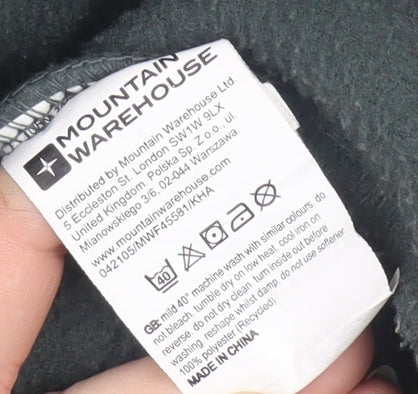 MOUNTAIN
WAREHOUSE
Distributed by Mountain Warehouse Ltd.
5 Eccleston St. London SW1W 9LX
United Kingdom. Polska Sp. Z.o.o., ul.
Mianowskiego 3/6, 02-044 Warszawa
www.mountainwarehouse.com
042105/MWF45581/KHA
40
GB: mild 40° machine wash with similar colours. do
not bleach. tumble dry on low heat. cool iron on
reverse. do not dry clean. turn inside out before
washing. reshape whilst damp. do not use softener.
100% polyester (Recycled)
MADE IN CHINA